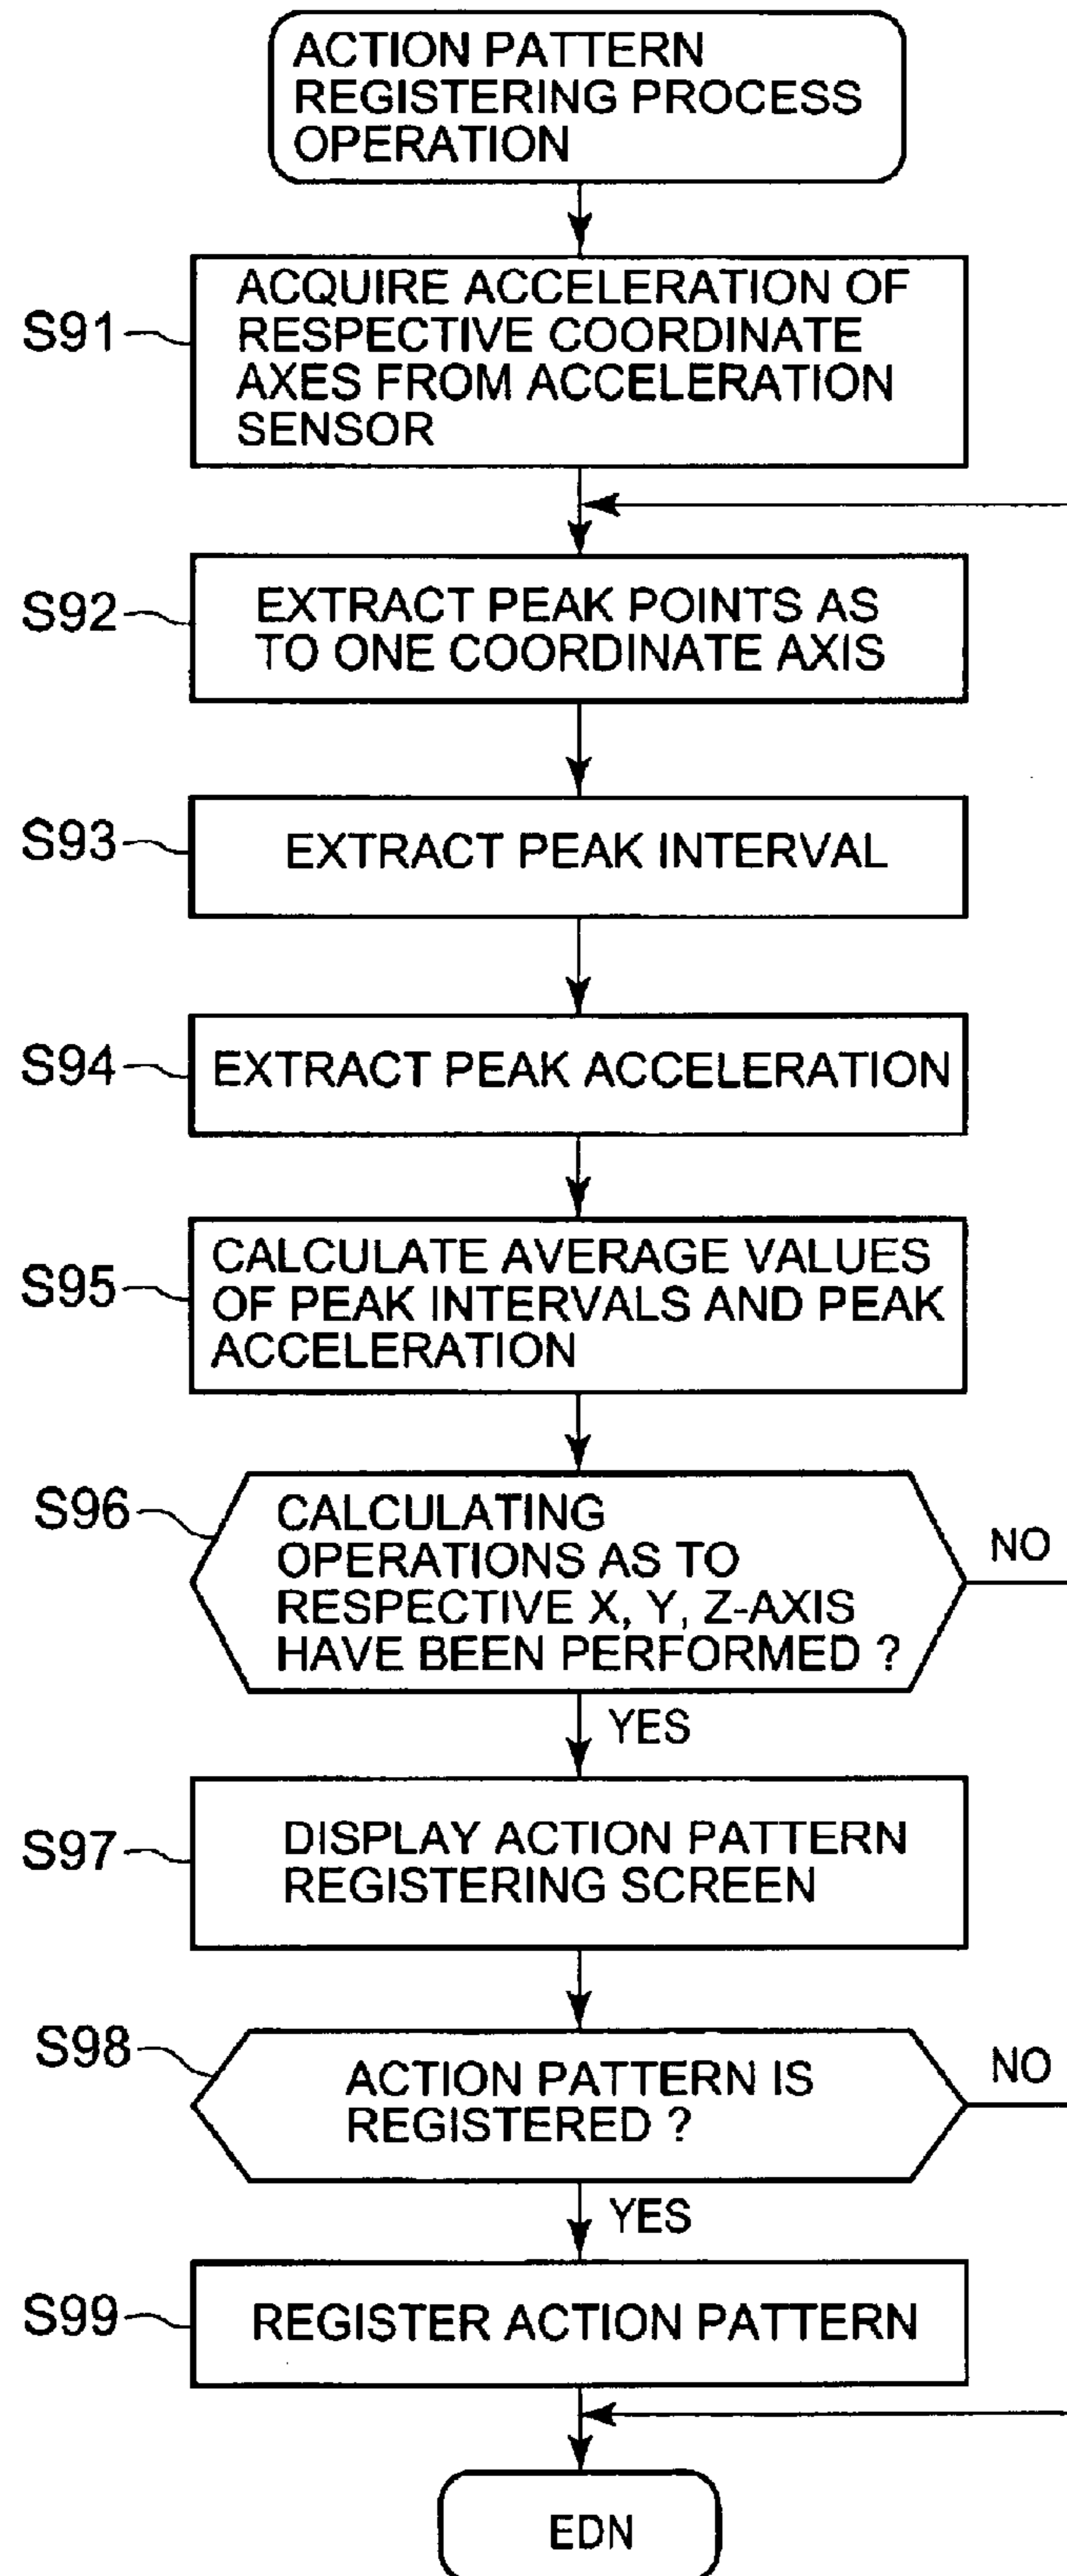 ACTION PATTERN
REGISTERING PROCESS
OPERATION
S91
ACQUIRE ACCELERATION OF
RESPECTIVE COORDINATE
AXES FROM ACCELERATION
SENSOR
S92
EXTRACT PEAK POINTS AS
TO ONE COORDINATE AXIS
S93
EXTRACT PEAK INTERVAL
S94
EXTRACT PEAK ACCELERATION
S95
CALCULATE AVERAGE VALUES
OF PEAK INTERVALS AND PEAK
ACCELERATION
S96
CALCULATING
OPERATIONS AS TO
RESPECTIVE X, Y, Z-AXIS
HAVE BEEN PERFORMED ?
NO
YES
S97
DISPLAY ACTION PATTERN
REGISTERING SCREEN
S98
ACTION PATTERN IS
REGISTERED ?
NO
YES
S99
REGISTER ACTION PATTERN
EDN